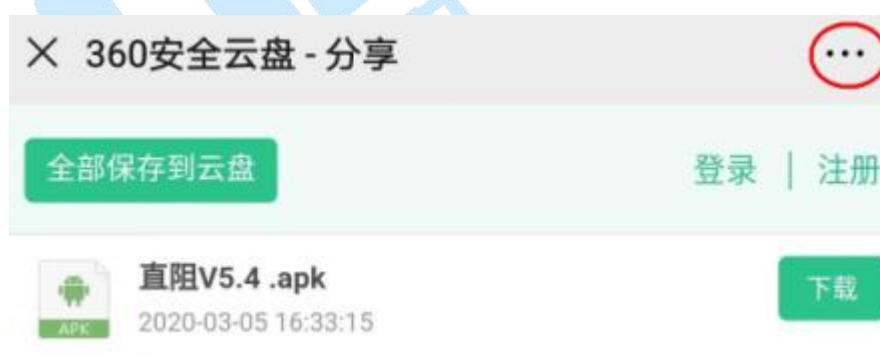 360安全云盘 - 分享
全部保存到云盘 登录 | 注册
直阻V5.4 .apk
下载
APK
2020-03-05 16:33:15